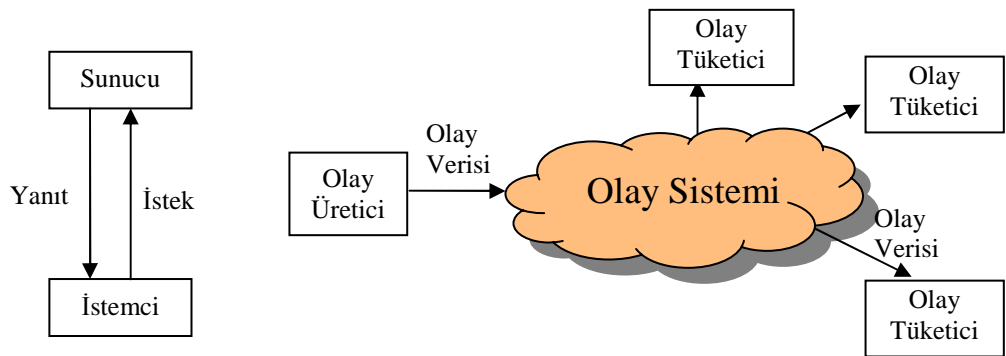 Sunucu
Yanıt
İstek
İstemci
Olay
Üretici
Olay
Verisi
Olay Sistemi
Olay
Tüketici
Olay
Tüketici
Olay
Verisi
Olay
Tüketici